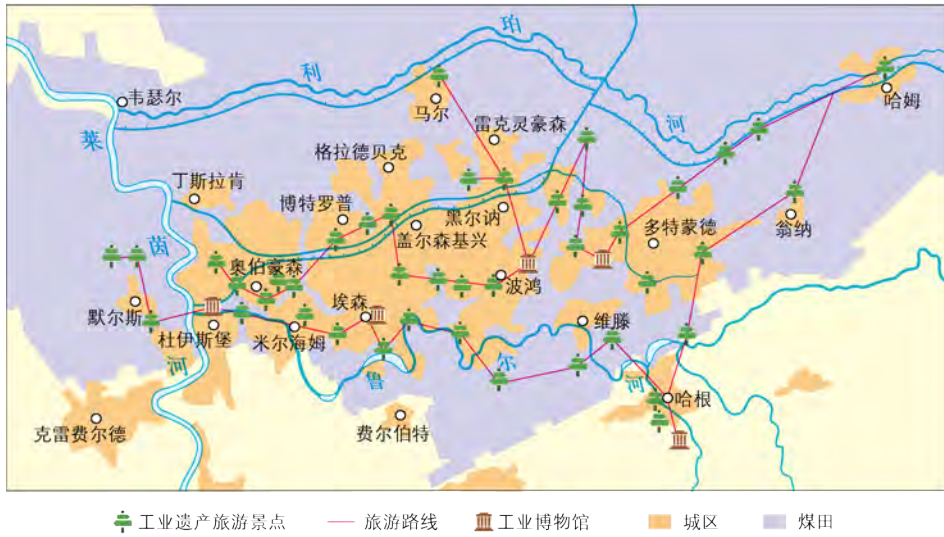 利
珀
河
韦瑟尔
马尔
哈姆
莱
雷克灵豪森
格拉德贝克
丁斯拉肯
博特罗普
黑尔讷
盖尔森基兴
多特蒙德
翁纳
茵
奥伯豪森
波鸿
默尔斯
杜伊斯堡
米尔海姆
埃森
维滕
河
鲁
尔
河
哈根
克雷费尔德
费尔伯特
工业遗产旅游景点
旅游路线
工业博物馆
城区
煤田